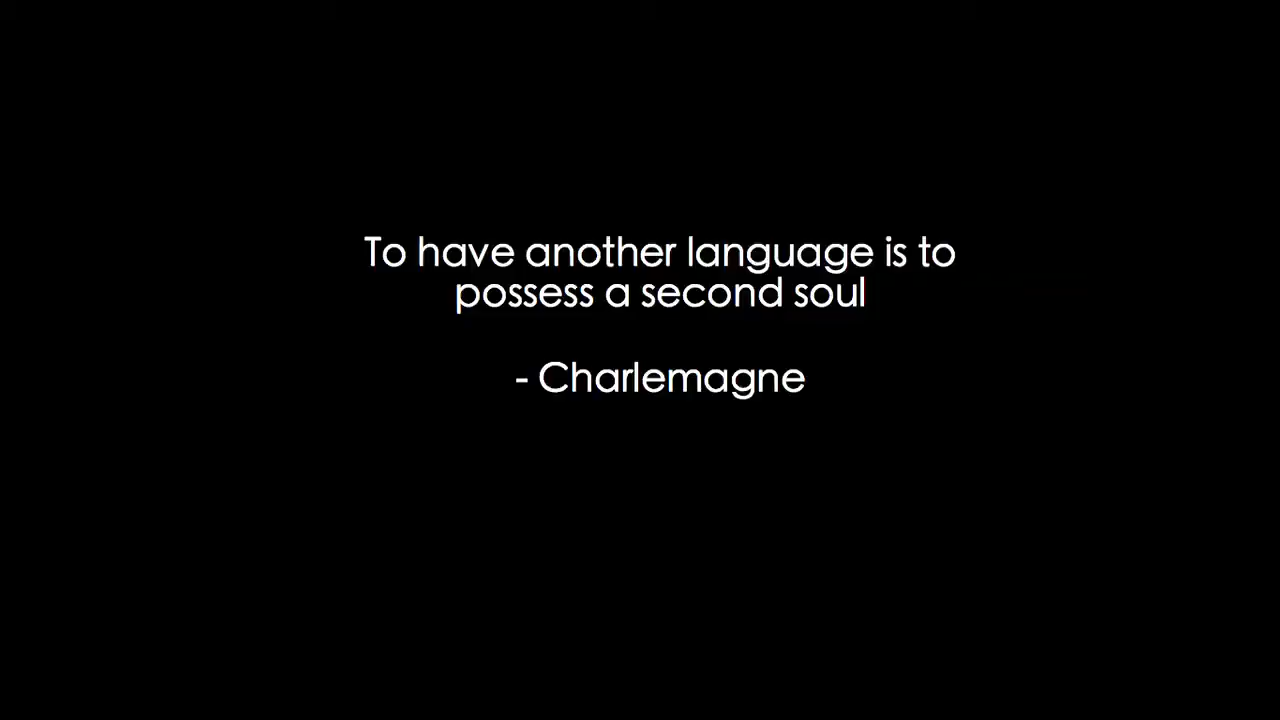 To have another language is to
possess a second soul
- Charlemagne